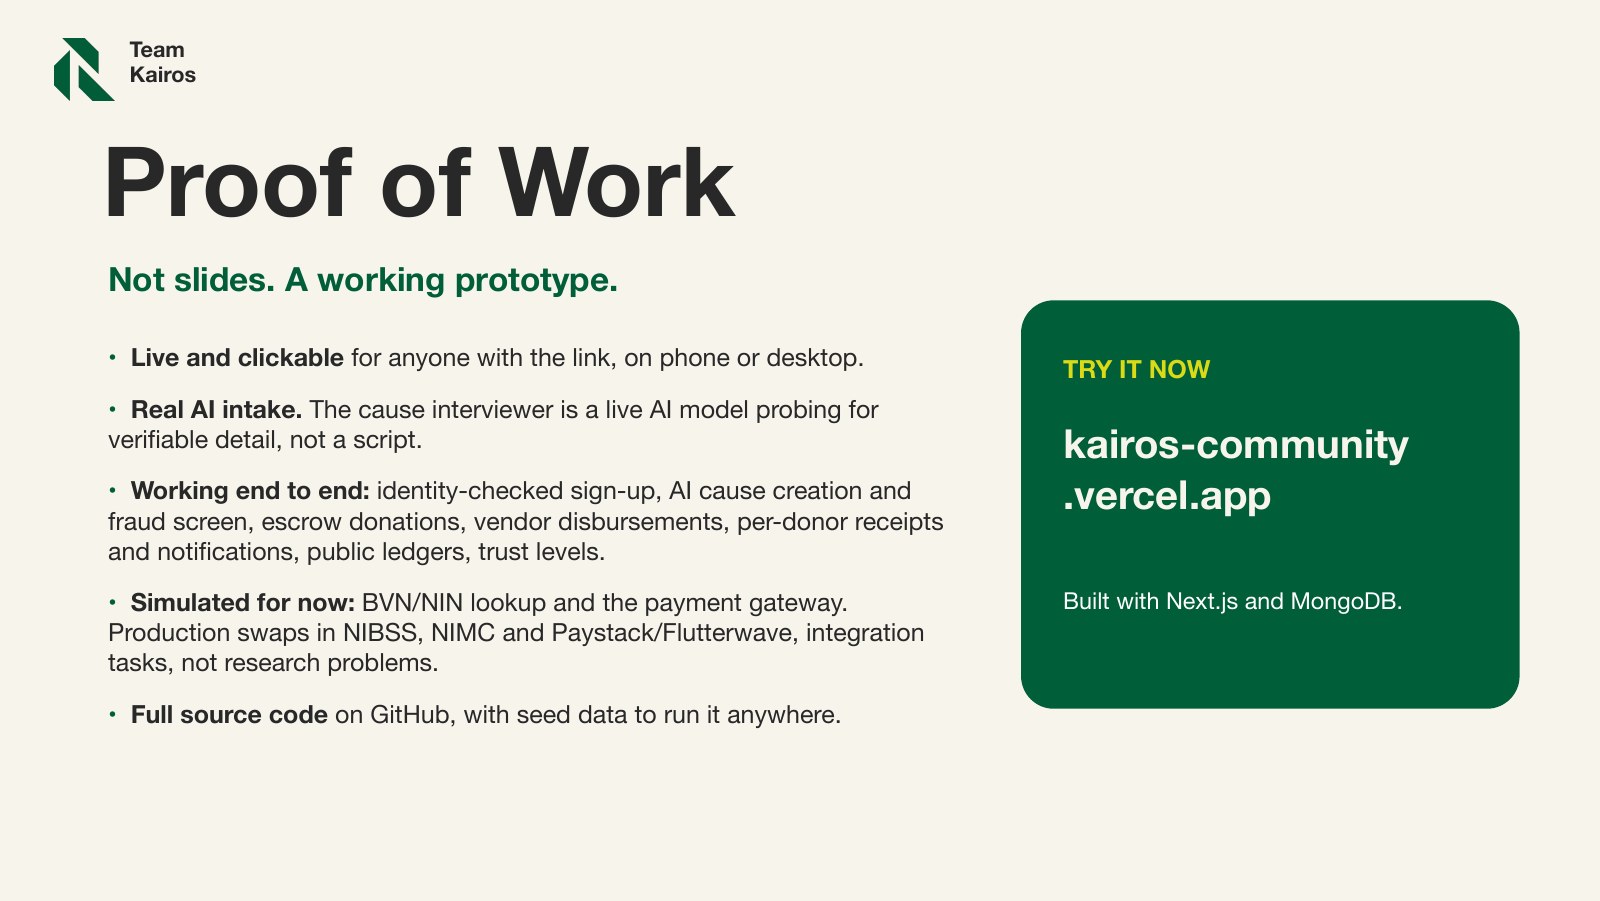 Team
Kairos
Proof of Work
Not slides. A working prototype.
• Live and clickable for anyone with the link, on phone or desktop.
• Real AI intake. The cause interviewer is a live AI model probing for
verifiable detail, not a script.
• Working end to end: identity-checked sign-up, AI cause creation and
fraud screen, escrow donations, vendor disbursements, per-donor receipts
and notifications, public ledgers, trust levels.
• Simulated for now: BVN/NIN lookup and the payment gateway.
Production swaps in NIBSS, NIMC and Paystack/Flutterwave, integration
tasks, not research problems.
• Full source code on GitHub, with seed data to run it anywhere.
TRY IT NOW
kairos-community
.vercel.app
Built with Next.js and MongoDB.